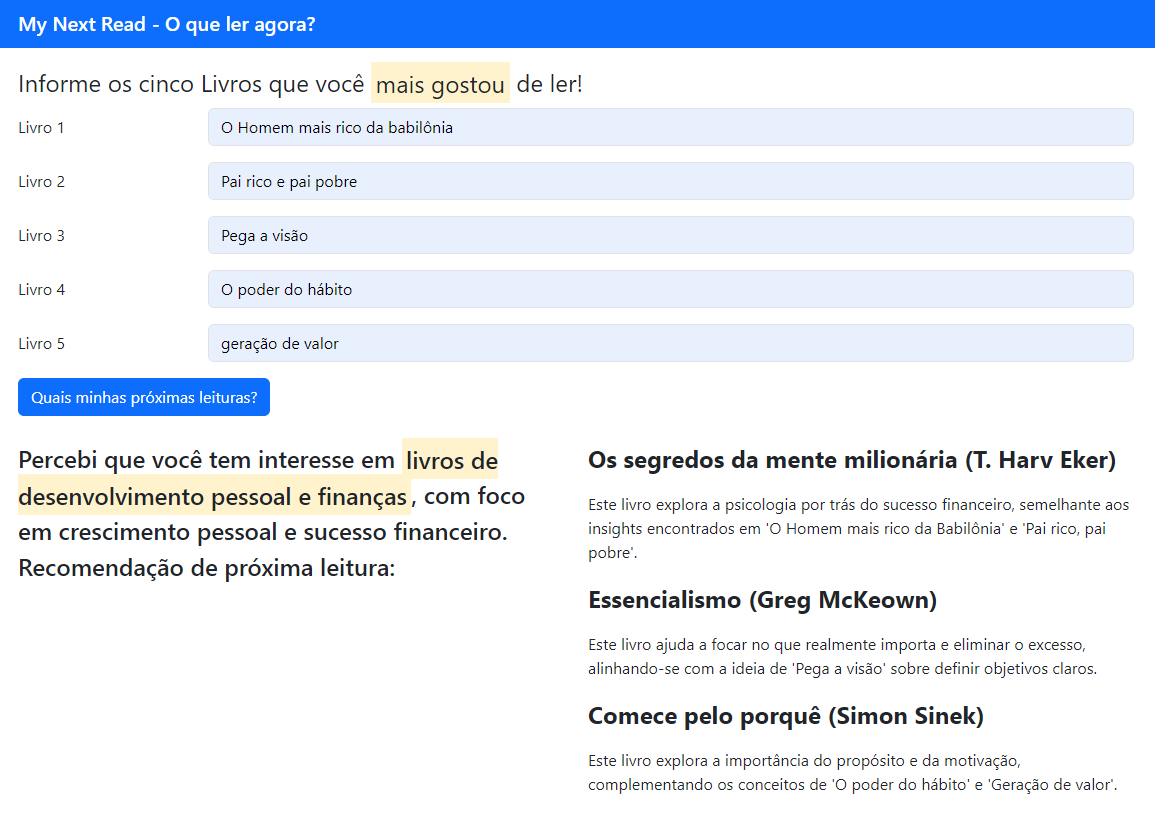 My Next Read - O que ler agora?
Informe os cinco Livros que você mais gostou de ler!
Livro 1
O Homem mais rico da babilônia
Livro 2
Pai rico e pai pobre
Livro 3
Pega a visão
Livro 4
O poder do hábito
Livro 5
geração de valor
Quais minhas próximas leituras?
Percebi que você tem interesse em livros de
desenvolvimento pessoal e finanças, com foco
em crescimento pessoal e sucesso financeiro.
Recomendação de próxima leitura:
Os segredos da mente milionária (T. Harv Eker)
Este livro explora a psicologia por trás do sucesso financeiro, semelhante aos
insights encontrados em 'O Homem mais rico da Babilônia' e 'Pai rico, pai
pobre'.
Essencialismo (Greg McKeown)
Este livro ajuda a focar no que realmente importa e eliminar o excesso,
alinhando-se com a ideia de 'Pega a visão' sobre definir objetivos claros.
Comece pelo porquê (Simon Sinek)
Este livro explora a importância do propósito e da motivação,
complementando os conceitos de 'O poder do hábito' e 'Geração de valor'.